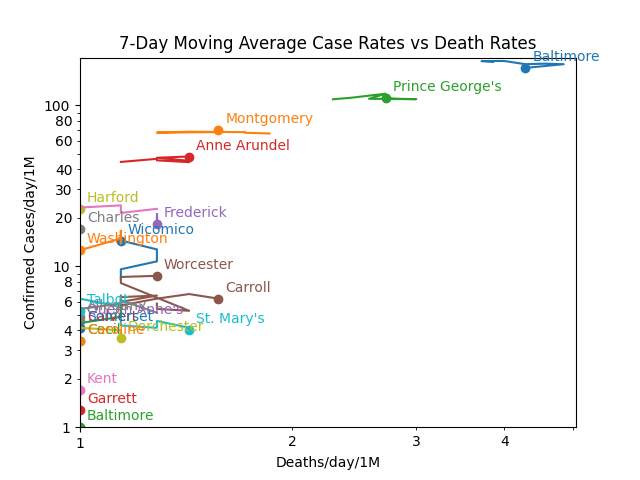 7-Day Moving Average Case Rates vs Death Rates
Baltimore
Prince George's
Montgomery
Anne Arundel
Harford
Frederick
Charles
Wicomico
Washington
Worcester
Carroll
Talbot
Somerset
St. Mary's
Dorchester
Caroline
Kent
Garrett
Baltimore
100
80
60
40
30
20
10
8
6
4
3
2
1
1
2
3
4
Confirmed Cases/day/1M
Deaths/day/1M